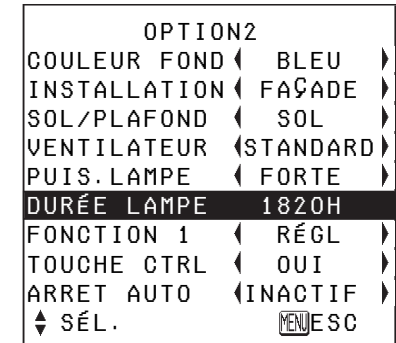 OPTION2
COULEUR FOND BLEU
INSTALLATION FAÇADE
SOL/PLAFOND SOL
VENTILATEUR STANDARD
PUIS.LAMPE FORTE
DURÉE LAMPE 1820H
FONCTION 1 RÉGL
TOUCHE CTRL OUI
ARRET AUTO INACTIF
SÉL. MENU ESC